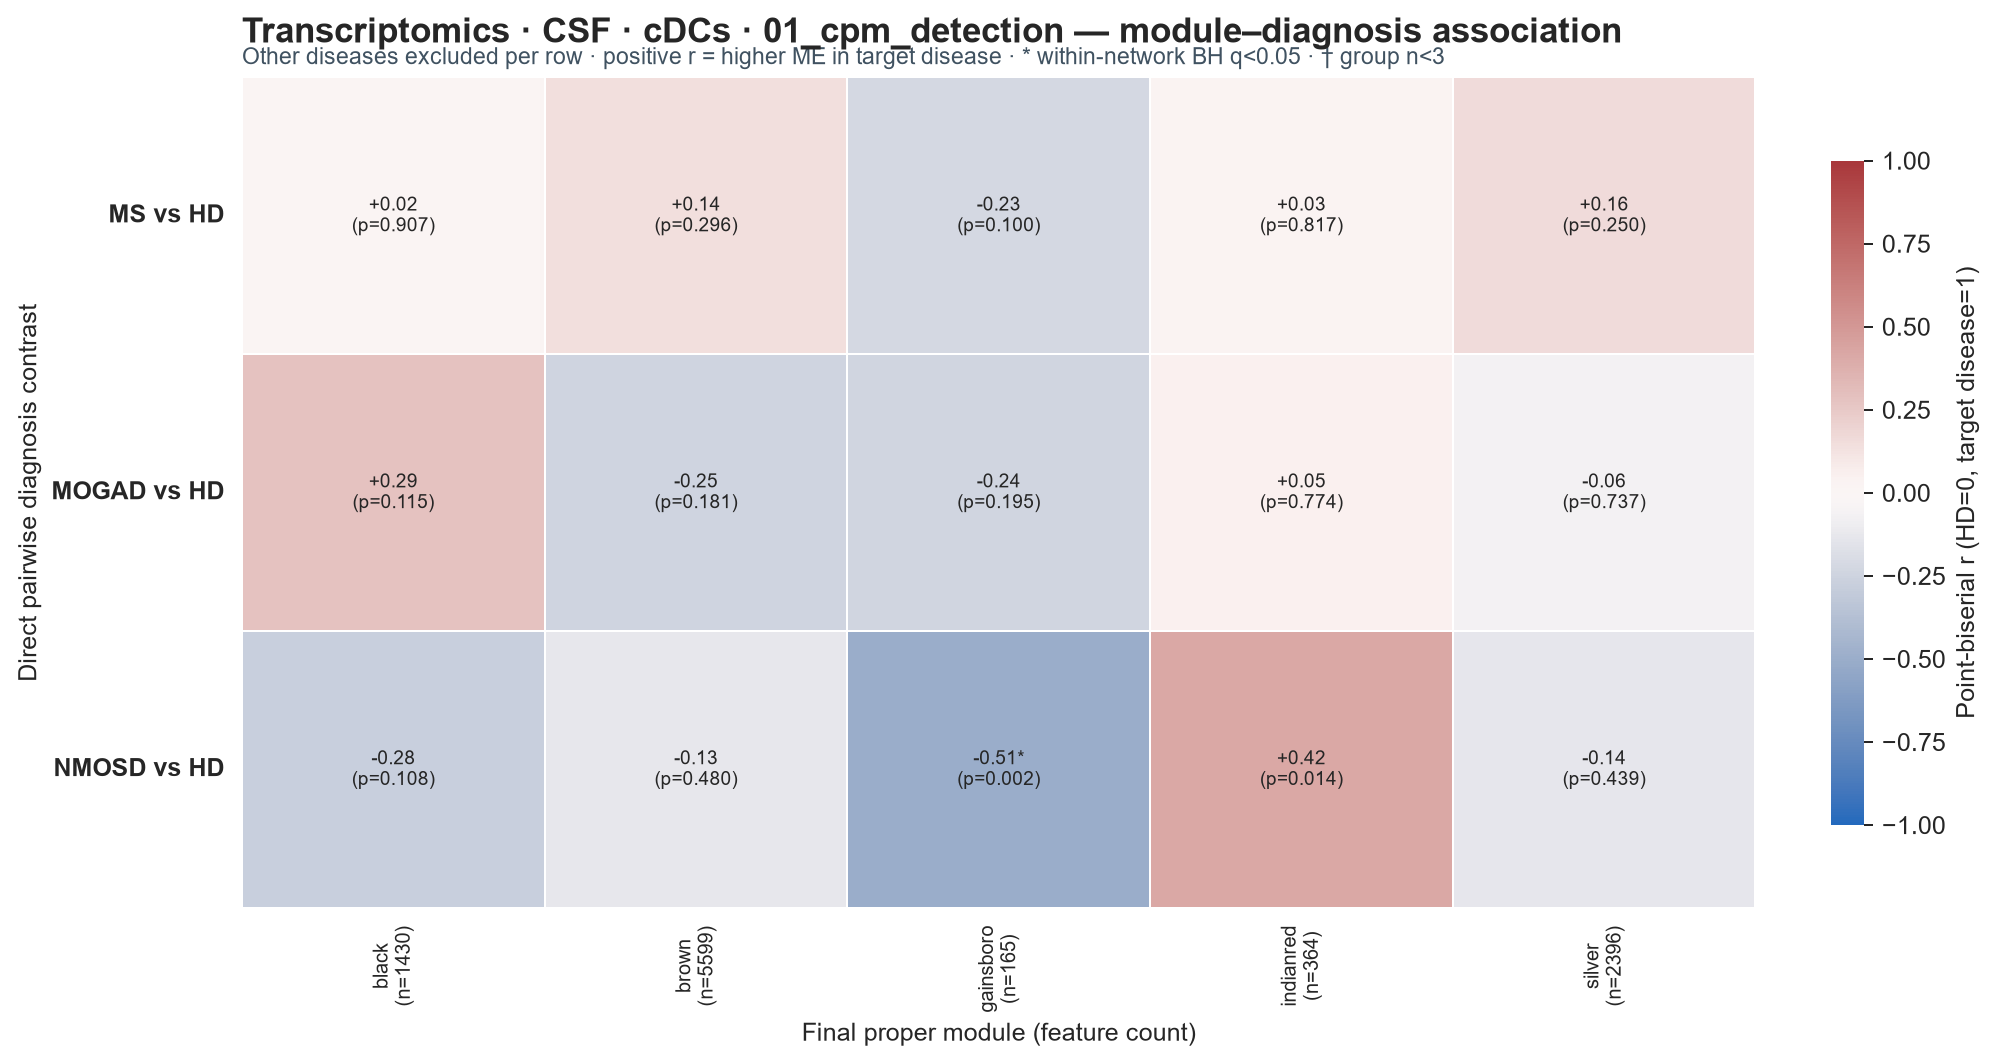 Transcriptomics · CSF · cDCs · 01_cpm_detection — module–diagnosis association
Other diseases excluded per row · positive r = higher ME in target disease · * within-network BH q<0.05 · † group n<3
Direct pairwise diagnosis contrast
MS vs HD
+0.02
(p=0.907)
+0.14
(p=0.296)
-0.23
(p=0.100)
+0.03
(p=0.817)
+0.16
(p=0.250)
MOGAD vs HD
+0.29
(p=0.115)
-0.25
(p=0.181)
-0.24
(p=0.195)
+0.05
(p=0.774)
-0.06
(p=0.737)
NMOSD vs HD
-0.28
(p=0.108)
-0.13
(p=0.480)
-0.51*
(p=0.002)
+0.42
(p=0.014)
-0.14
(p=0.439)
black
(n=1430)
brown
(n=5599)
gainsboro
(n=165)
indianred
(n=364)
silver
(n=2396)
Final proper module (feature count)
1.00
0.75
0.50
0.25
0.00
−0.25
−0.50
−0.75
−1.00
Point-biserial r (HD=0, target disease=1)